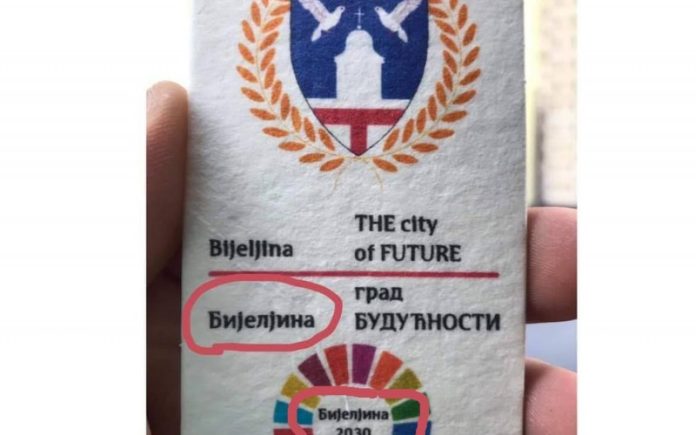 THE city
Bijeljina
of FUTURE
град
Бијелјина
БУДУЋНОСТИ
Бијелјина
2030